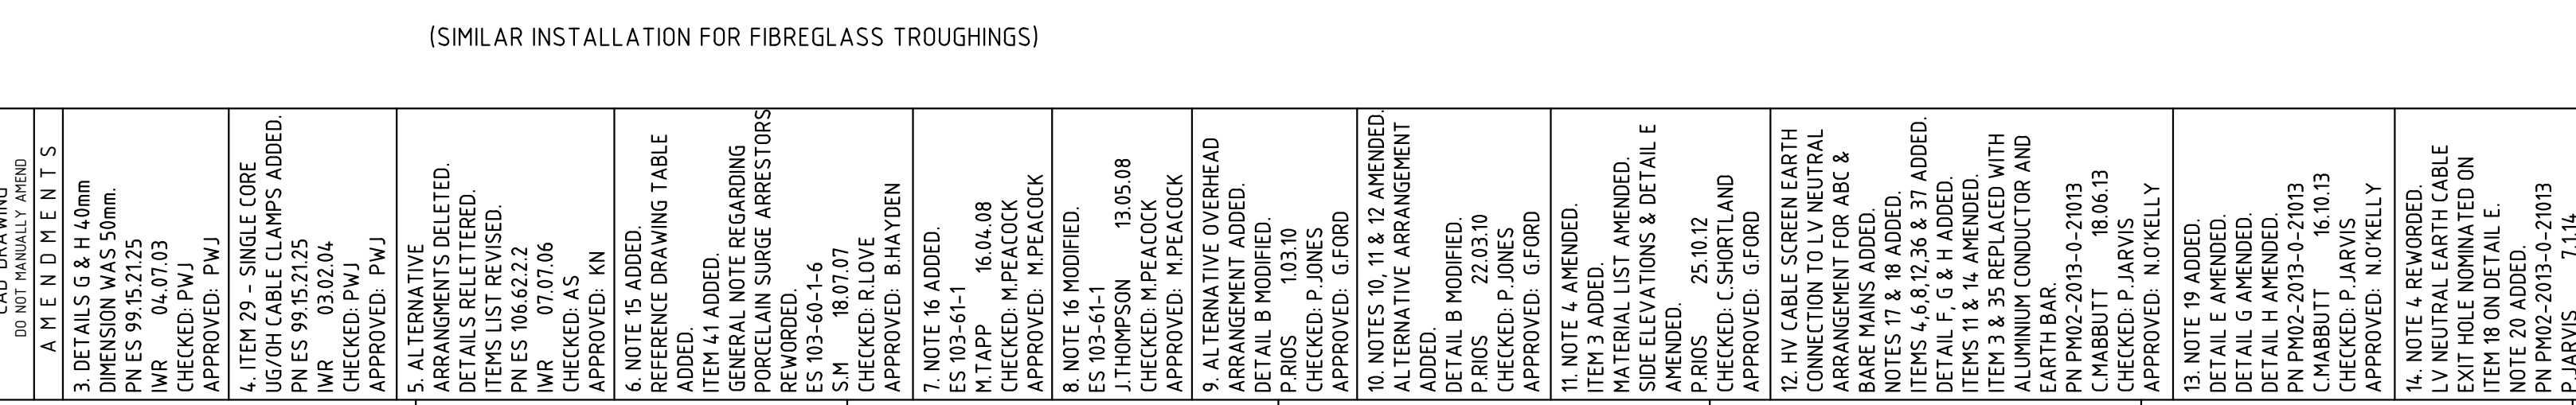 (SIMILAR INSTALLATION FOR FIBREGLASS TROUGHINGS)
DO NOT MANUALLY AMEND
AMENDMENTS
3. DETAILS G & H 40mm
DIMENSION WAS 50mm.
PN ES 99.15.21.25
IWR 04.07.03
CHECKED: PWJ
APPROVED: PWJ
4. ITEM 29 - SINGLE CORE
UG/OH CABLE CLAMPS ADDED.
PN ES 99.15.21.25
IWR 03.02.04
CHECKED: PWJ
APPROVED: PWJ
5. ALTERNATIVE
ARRANGMENTS DELETED.
DETAILS RELETTERED.
ITEMS LIST REVISED.
PN ES 106.62.2.2
IWR 07.07.06
CHECKED: AS
APPROVED: KN
6. NOTE 15 ADDED.
REFERENCE DRAWING TABLE
ADDED.
ITEM 41 ADDED.
GENERAL NOTE REGARDING
PORCELAIN SURGE ARRESTORS
REWORDED.
ES 103-60-1-6
S.M 18.07.07
CHECKED: R.LOVE
APPROVED: B.HAYDEN
7. NOTE 16 ADDED.
ES 103-61-1
M.TAPP 16.04.08
CHECKED: M.PEACOCK
APPROVED: M.PEACOCK
8. NOTE 16 MODIFIED.
ES 103-61-1
J.THOMPSON 13.05.08
CHECKED: M.PEACOCK
APPROVED: M.PEACOCK
9. ALTERNATIVE OVERHEAD
ARRANGEMENT ADDED.
DETAIL B MODIFIED.
P.RIOS 1.03.10
CHECKED: P.JONES
APPROVED: G.FORD
10. NOTES 10, 11 & 12 AMENDED.
ALTERNATIVE ARRANGEMENT
ADDED.
DETAIL B MODIFIED.
P.RIOS 22.03.10
CHECKED: P.JONES
APPROVED: G.FORD
11. NOTE 4 AMENDED.
ITEM 3 ADDED.
MATERIAL LIST AMENDED.
SIDE ELEVATIONS & DETAIL E
AMENDED.
P.RIOS 25.10.12
CHECKED: C.SHORTLAND
APPROVED: G.FORD
12. HV CABLE SCREEN EARTH
CONNECTION TO LV NEUTRAL
ARRANGEMENT FOR ABC &
BARE MAINS ADDED.
NOTES 17 & 18 ADDED.
ITEMS 4,6,8,12,36 & 37 ADDED.
DETAIL F, G & H ADDED.
ITEMS 11 & 14 AMENDED.
ITEM 3 & 35 REPLACED WITH
ALUMINIUM CONDUCTOR AND
EARTH BAR.
PN PM02-2013-0-21013
C.MABBUTT 18.06.13
CHECKED: P.JARVIS
APPROVED: N.O'KELLY
13. NOTE 19 ADDED.
DETAIL E AMENDED.
DETAIL G AMENDED.
DETAIL H AMENDED.
PN PM02-2013-0-21013
C.MABBUTT 16.10.13
CHECKED: P.JARVIS
APPROVED: N.O'KELLY
14. NOTE 4 REWORDED.
LV NEUTRAL EARTH CABLE
EXIT HOLE NOMINATED ON
ITEM 18 ON DETAIL E.
NOTE 20 ADDED.
PN PM02-2013-0-21013
P.JARVIS 7.1.14